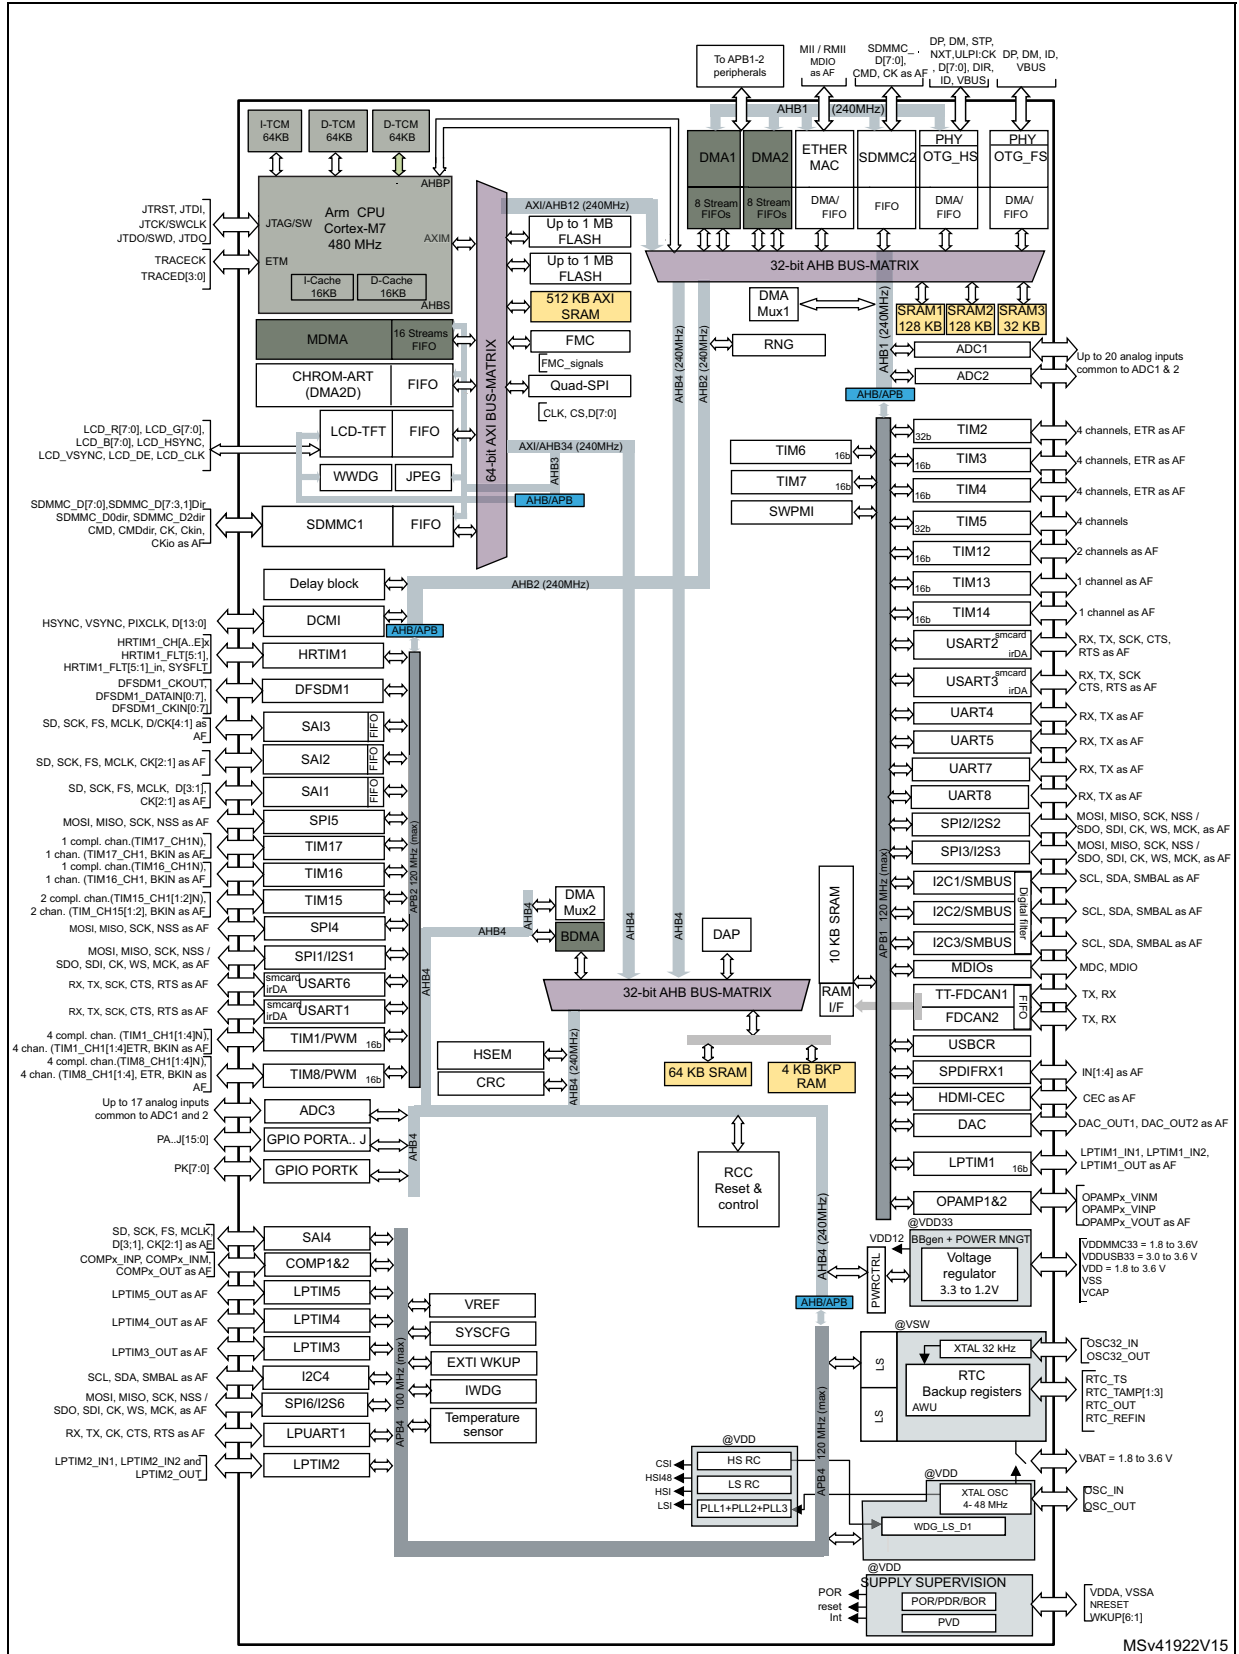 To APB1-2
peripherals
MII / RMII
MDIO
as AF
SDMMC_
D[7:0],
CMD, CK as AF
DP, DM, STP,
NXT,ULPI:CK
, D[7:0], DIR,
ID, VBUS
DP, DM, ID,
VBUS
AHB1 (240MHz)
I-TCM
64KB
D-TCM
64KB
D-TCM
64KB
AHBP
Arm CPU
Cortex-M7
480 MHz
JTAG/SW
ETM
AXIM
AHBS
I-Cache
16KB
D-Cache
16KB
JTRST, JTDI,
JTCK/SWCLK
JTDO/SWD, JTDO
TRACECK
TRACED[3:0]
DMA1
8 Stream
FIFOs
DMA2
8 Stream
FIFOs
ETHER
MAC
DMA/
FIFO
SDMMC2
FIFO
PHY
OTG_HS
DMA/
FIFO
PHY
OTG_FS
DMA/
FIFO
AXI/AHB12 (240MHz)
Up to 1 MB
FLASH
Up to 1 MB
FLASH
512 KB AXI
SRAM
FMC
FMC_signals
Quad-SPI
CLK, CS,D[7:0]
64-bit AXI BUS-MATRIX
32-bit AHB BUS-MATRIX
MDMA
16 Streams
FIFO
CHROM-ART
(DMA2D)
FIFO
LCD-TFT
FIFO
WWDG
JPEG
SDMMC1
FIFO
LCD_R[7:0], LCD_G[7:0],
LCD_B[7:0], LCD_HSYNC,
LCD_VSYNC, LCD_DE, LCD_CLK
SDMMC_D[7:0],SDMMC_D[7:3,1]Dir
SDMMC_D0dir, SDMMC_D2dir
CMD, CMDdir, CK, Ckin,
CKio as AF
DMA
Mux1
RNG
AHB4 (240MHz)
AHB2 (240MHz)
AHB1 (240MHz)
SRAM1
128 KB
SRAM2
128 KB
SRAM3
32 KB
ADC1
ADC2
Up to 20 analog inputs
common to ADC1 & 2
AHB/APB
AXI/AHB34 (240MHz)
AHB3
AHB/APB
AHB2 (240MHz)
TIM6
16b
TIM7
16b
SWPMI
TIM2
32b
4 channels, ETR as AF
TIM3
16b
4 channels, ETR as AF
TIM4
16b
4 channels, ETR as AF
TIM5
32b
4 channels
TIM12
16b
2 channels as AF
TIM13
16b
1 channel as AF
TIM14
16b
1 channel as AF
USART2
smcard
irDA
RX, TX, SCK, CTS,
RTS as AF
USART3
smcard
irDA
RX, TX, SCK
CTS, RTS as AF
UART4
RX, TX as AF
UART5
RX, TX as AF
UART7
RX, TX as AF
UART8
RX, TX as AF
SPI2/I2S2
MOSI, MISO, SCK, NSS /
SDO, SDI, CK, WS, MCK, as AF
SPI3/I2S3
MOSI, MISO, SCK, NSS /
SDO, SDI, CK, WS, MCK, as AF
I2C1/SMBUS
SCL, SDA, SMBAL as AF
I2C2/SMBUS
SCL, SDA, SMBAL as AF
I2C3/SMBUS
SCL, SDA, SMBAL as AF
Digital filter
MDIOs
MDC, MDIO
TT-FDCAN1
TX, RX
FDCAN2
TX, RX
FIFO
USBCR
SPDIFRX1
IN[1:4] as AF
HDMI-CEC
CEC as AF
DAC
DAC_OUT1, DAC_OUT2 as AF
LPTIM1
16b
LPTIM1_IN1, LPTIM1_IN2,
LPTIM1_OUT as AF
OPAMP1&2
OPAMPx_VINM
OPAMPx_VINP
OPAMPx_VOUT as AF
APB1 120 MHz (max)
10 KB SRAM
RAM
I/F
Delay block
DCMI
HSYNC, VSYNC, PIXCLK, D[13:0]
AHB/APB
HRTIM1
HRTIM1_CH[A..E]x
HRTIM1_FLT[5:1],
HRTIM1_FLT[5:1]_in, SYSFLT
DFSDM1
DFSDM1_CKOUT,
DFSDM1_DATAIN[0:7],
DFSDM1_CKIN[0:7]
SAI3
FIFO
SD, SCK, FS, MCLK, D/CK[4:1] as
AF
SAI2
FIFO
SD, SCK, FS, MCLK, CK[2:1] as AF
SAI1
FIFO
SD, SCK, FS, MCLK, D[3:1],
CK[2:1] as AF
SPI5
MOSI, MISO, SCK, NSS as AF
TIM17
1 compl. chan.(TIM17_CH1N),
1 chan. (TIM17_CH1, BKIN as AF
TIM16
1 compl. chan.(TIM16_CH1N),
1 chan. (TIM16_CH1, BKIN as AF
TIM15
2 compl. chan.(TIM15_CH1[1:2]N),
2 chan. (TIM_CH15[1:2], BKIN as AF
SPI4
MOSI, MISO, SCK, NSS as AF
SPI1/I2S1
MOSI, MISO, SCK, NSS /
SDO, SDI, CK, WS, MCK, as AF
smcard
irDA
USART6
RX, TX, SCK, CTS, RTS as AF
smcard
irDA
USART1
RX, TX, SCK, CTS, RTS as AF
TIM1/PWM
16b
4 compl. chan. (TIM1_CH1[1:4]N),
4 chan. (TIM1_CH1[1:4]ETR, BKIN as AF
TIM8/PWM
16b
4 compl. chan.(TIM8_CH1[1:4]N),
4 chan. (TIM8_CH1[1:4], ETR, BKIN as
AF
APB2 120 MHz (max)
ADC3
Up to 17 analog inputs
common to ADC1 and 2
GPIO PORTA.. J
PA..J[15:0]
GPIO PORTK
PK[7:0]
AHB4
AHB4
AHB4
AHB4
AHB4
AHB4
DMA
Mux2
BDMA
DAP
32-bit AHB BUS-MATRIX
HSEM
CRC
AHB4 (240MHz)
64 KB SRAM
4 KB BKP
RAM
RCC
Reset &
control
AHB4 (240MHz)
SAI4
SD, SCK, FS, MCLK,
D[3;1], CK[2:1] as AF
COMP1&2
COMPx_INP, COMPx_INM,
COMPx_OUT as AF
LPTIM5
LPTIM5_OUT as AF
LPTIM4
LPTIM4_OUT as AF
LPTIM3
LPTIM3_OUT as AF
I2C4
SCL, SDA, SMBAL as AF
SPI6/I2S6
MOSI, MISO, SCK, NSS /
SDO, SDI, CK, WS, MCK, as AF
LPUART1
RX, TX, CK, CTS, RTS as AF
LPTIM2
LPTIM2_IN1, LPTIM2_IN2 and
LPTIM2_OUT
APB4 100 MHz (max)
VREF
SYSCFG
EXTI WKUP
IWDG
Temperature
sensor
AHB/APB
APB4 120 MHz (max)
@VDD33
VDD12
BBgen + POWER MNGT
PWRCTRL
Voltage
regulator
3.3 to 1.2V
VDDMMC33 = 1.8 to 3.6V
VDDUSB33 = 3.0 to 3.6 V
VDD = 1.8 to 3.6 V
VSS
VCAP
@VSW
LS
LS
XTAL 32 kHz
RTC
Backup registers
AWU
OSC32_IN
OSC32_OUT
RTC_TS
RTC_TAMP[1:3]
RTC_OUT
RTC_REFIN
VBAT = 1.8 to 3.6 V
@VDD
CSI
HSI48
HSI
LSI
HS RC
LS RC
PLL1+PLL2+PLL3
@VDD
XTAL OSC
4- 48 MHz
WDG_LS_D1
OSC_IN
OSC_OUT
@VDD
SUPPLY SUPERVISION
POR
reset
Int
POR/PDR/BOR
PVD
VDDA, VSSA
NRESET
WKUP[6:1]
MSv41922V15